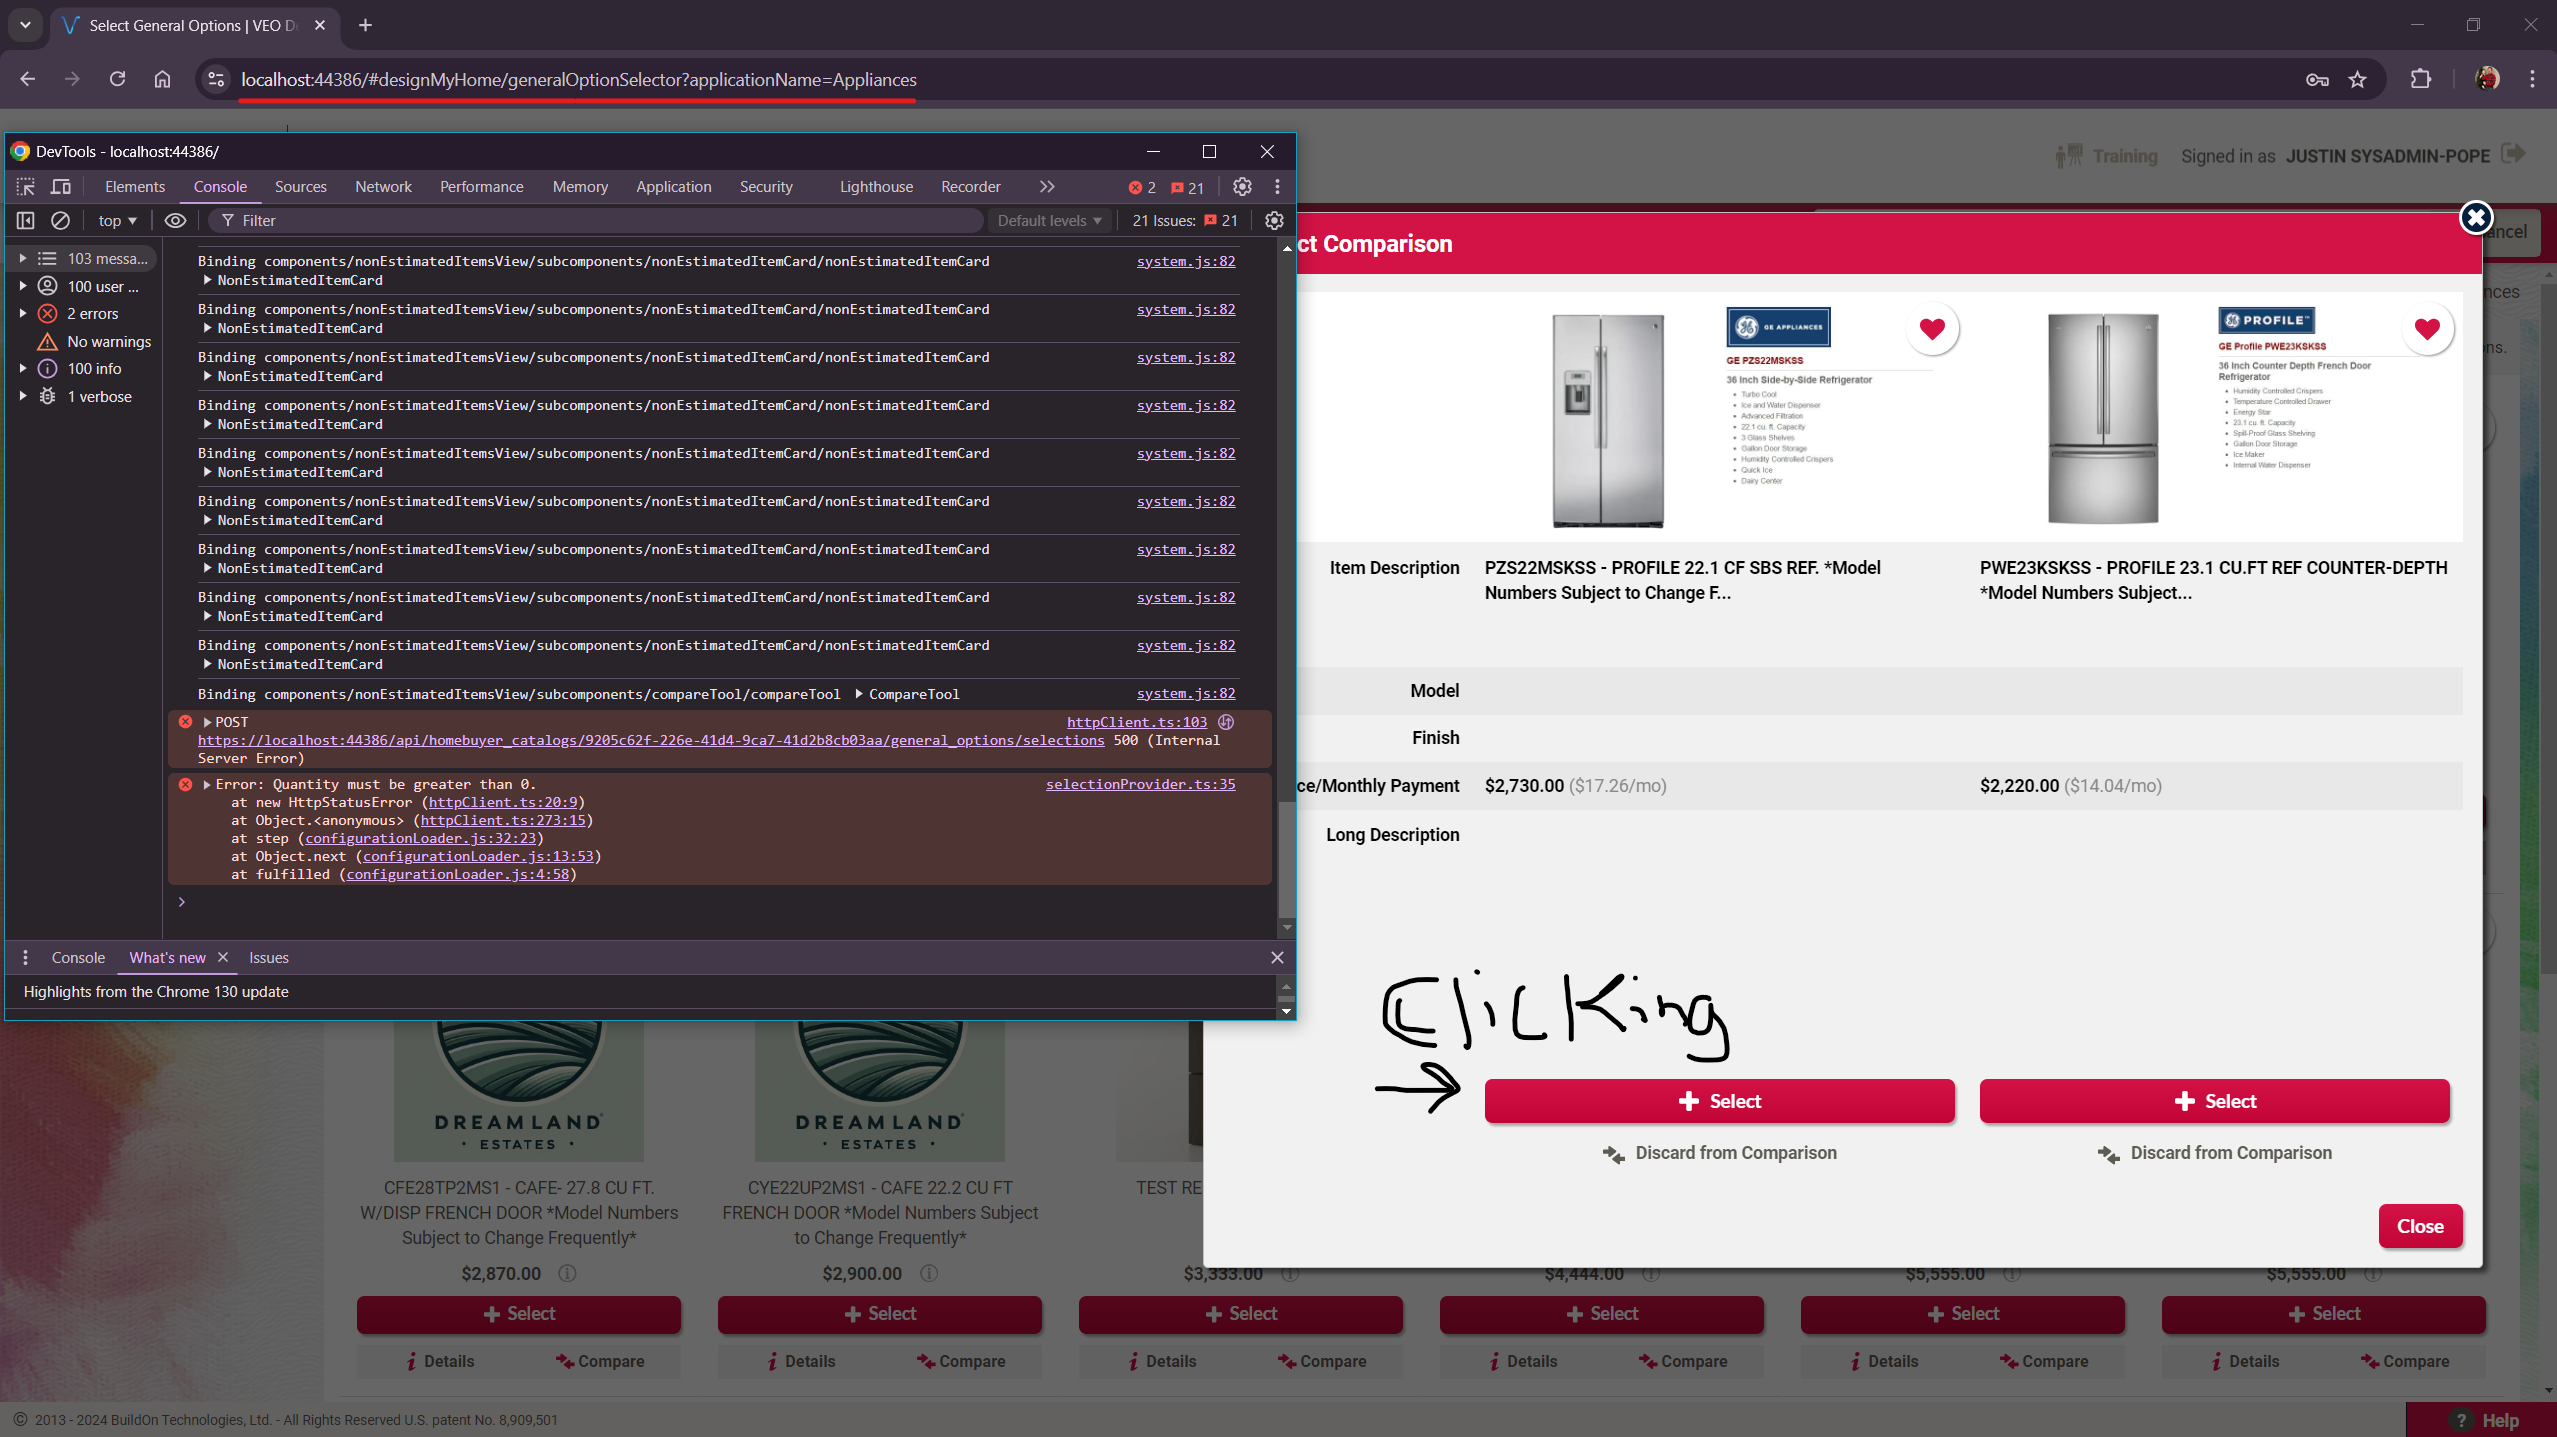 Select General Options | VEO D
localhost:44386/#designMyHome/generalOptionSelector?applicationName=Appliances
Training Signed in as JUSTIN SYSADMIN-POPE
DevTools - localhost:44386/
Elements Console Sources Network Performance Memory Application Security Lighthouse Recorder 2 21
top Filter Default levels 21 Issues: 21
103 messa...
100 user ...
2 errors
No warnings
100 info
1 verbose
Binding components/nonEstimatedItemsView/subcomponents/nonEstimatedItemCard/nonEstimatedItemCard system.js:82
NonEstimatedItemCard
Binding components/nonEstimatedItemsView/subcomponents/nonEstimatedItemCard/nonEstimatedItemCard system.js:82
NonEstimatedItemCard
Binding components/nonEstimatedItemsView/subcomponents/nonEstimatedItemCard/nonEstimatedItemCard system.js:82
NonEstimatedItemCard
Binding components/nonEstimatedItemsView/subcomponents/nonEstimatedItemCard/nonEstimatedItemCard system.js:82
NonEstimatedItemCard
Binding components/nonEstimatedItemsView/subcomponents/nonEstimatedItemCard/nonEstimatedItemCard system.js:82
NonEstimatedItemCard
Binding components/nonEstimatedItemsView/subcomponents/nonEstimatedItemCard/nonEstimatedItemCard system.js:82
NonEstimatedItemCard
Binding components/nonEstimatedItemsView/subcomponents/nonEstimatedItemCard/nonEstimatedItemCard system.js:82
NonEstimatedItemCard
Binding components/nonEstimatedItemsView/subcomponents/nonEstimatedItemCard/nonEstimatedItemCard system.js:82
NonEstimatedItemCard
Binding components/nonEstimatedItemsView/subcomponents/nonEstimatedItemCard/nonEstimatedItemCard system.js:82
NonEstimatedItemCard
Binding components/nonEstimatedItemsView/subcomponents/compareTool/compareTool CompareTool system.js:82
POST httpClient.ts:103
https://localhost:44386/api/homebuyer_catalogs/9205c62f-226e-41d4-9ca7-41d2b8cb03aa/general_options/selections 500 (Internal
Server Error)
Error: Quantity must be greater than 0. selectionProvider.ts:35
at new HttpStatusError (httpClient.ts:20:9)
at Object.<anonymous> (httpClient.ts:273:15)
at step (configurationLoader.js:32:23)
at Object.next (configurationLoader.js:13:53)
at fulfilled (configurationLoader.js:4:58)
Console What's new Issues
Highlights from the Chrome 130 update
ct Comparison
ancel
nces
ns.
GE APPLIANCES
GE PZS22MSKSS
36 Inch Side-by-Side Refrigerator
Turbo Cool
Ice and Water Dispenser
Advanced Filtration
22.1 cu. ft. Capacity
3 Glass Shelves
Gallon Door Storage
Humidity Controlled Crispers
Quick Ice
Dairy Center
PROFILE™
GE Profile PWE23KSKSS
36 Inch Counter Depth French Door
Refrigerator
Humidity Controlled Crispers
Temperature Controlled Drawer
Energy Star
23.1 cu. ft. Capacity
Spill-Proof Glass Shelving
Gallon Door Storage
Ice Maker
Internal Water Dispenser
Item Description
PZS22MSKSS - PROFILE 22.1 CF SBS REF. *Model
Numbers Subject to Change F...
PWE23KSKSS - PROFILE 23.1 CU.FT REF COUNTER-DEPTH
*Model Numbers Subject...
Model
Finish
ce/Monthly Payment $2,730.00 ($17.26/mo) $2,220.00 ($14.04/mo)
Long Description
Clicking
Select Select
Discard from Comparison Discard from Comparison
Close
DREAMLAND
· ESTATES ·
DREAMLAND
· ESTATES ·
CFE28TP2MS1 - CAFE- 27.8 CU FT.
W/DISP FRENCH DOOR *Model Numbers
Subject to Change Frequently*
CYE22UP2MS1 - CAFE 22.2 CU FT
FRENCH DOOR *Model Numbers Subject
to Change Frequently*
TEST RE
$2,870.00 $2,900.00 $3,333.00 $4,444.00 $5,555.00 $5,555.00
Select Select Select Select Select Select
Details Compare Details Compare Details Compare Details Compare Details Compare Details Compare
© 2013 - 2024 BuildOn Technologies, Ltd. - All Rights Reserved U.S. patent No. 8,909,501
? Help